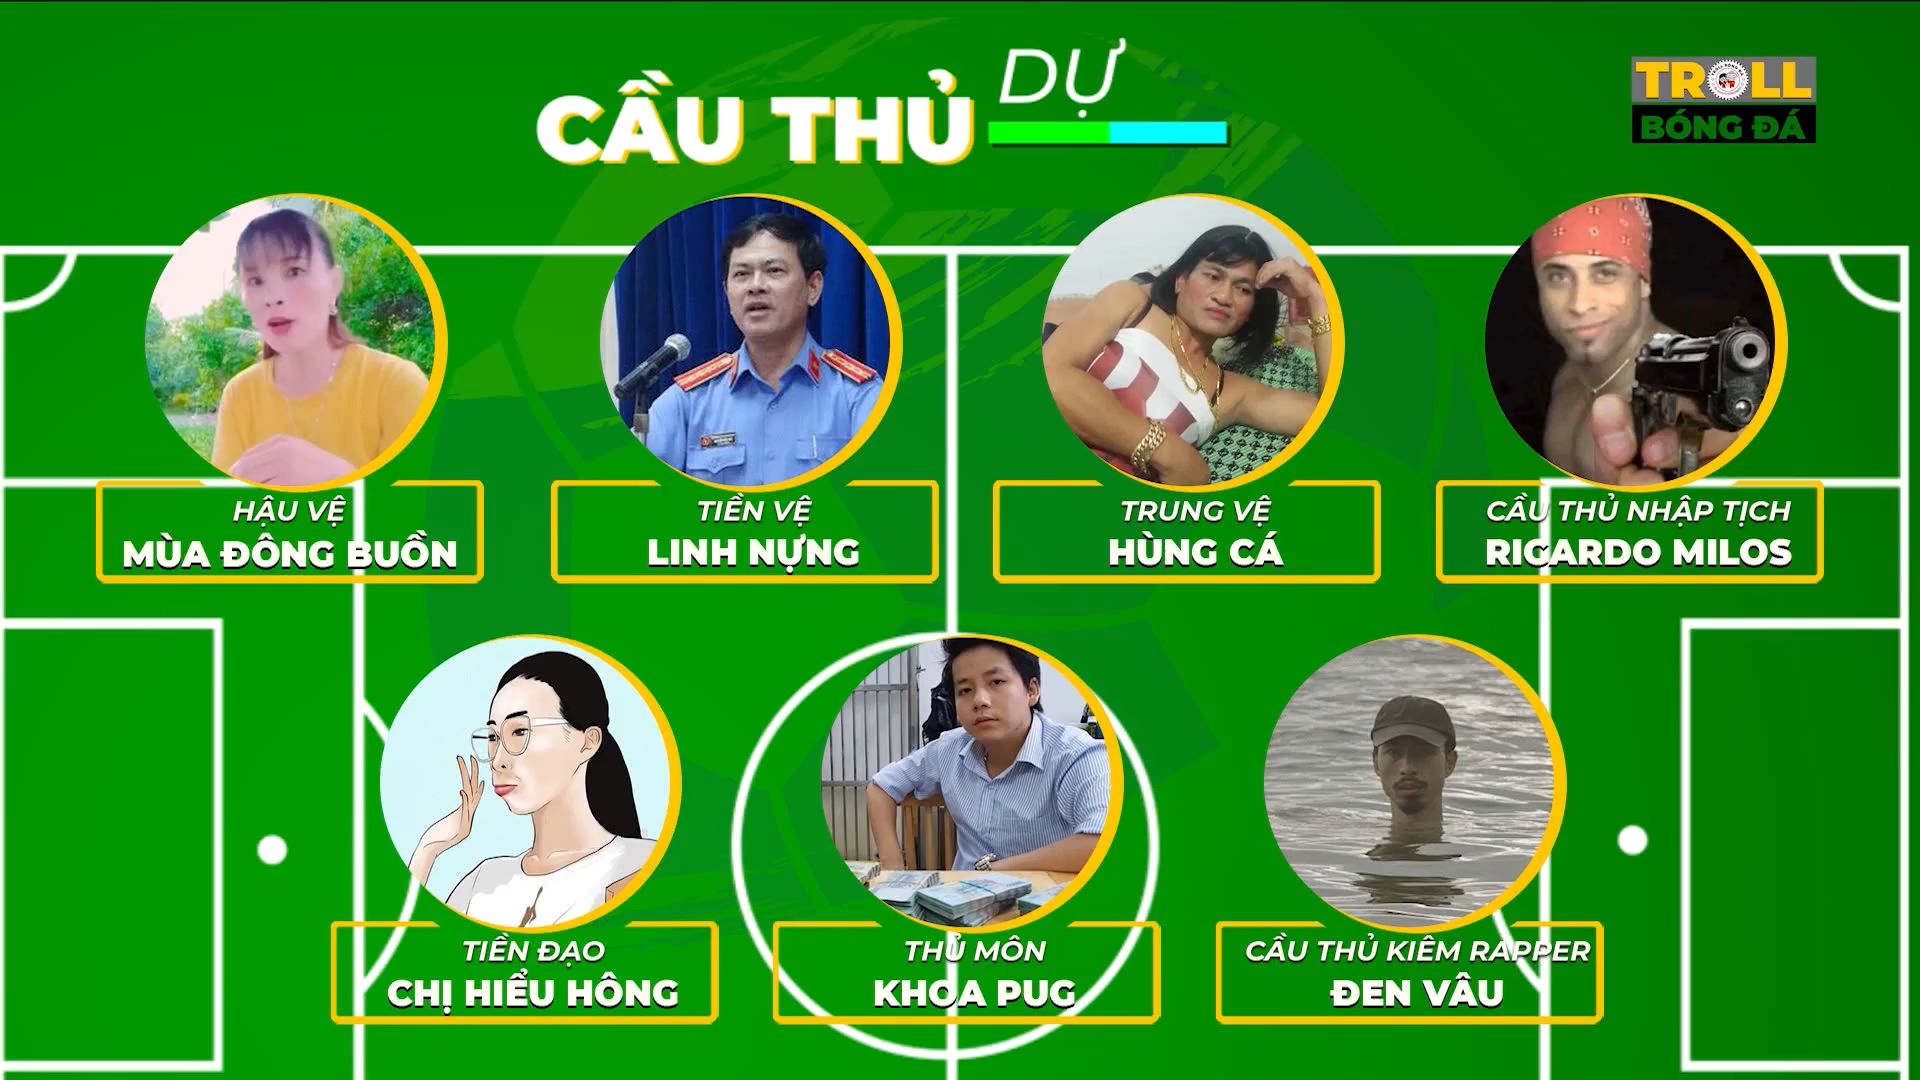 CẦU THỦ DỰ
TROLL
BÓNG ĐÁ
HẬU VỆ
MÙA ĐÔNG BUỒN
TIỀN VỆ
LINH NỰNG
TRUNG VỆ
HÙNG CÁ
CẦU THỦ NHẬP TỊCH
RICARDO MILOS
TIỀN ĐẠO
CHỊ HIỂU HÔNG
THỦ MÔN
KHOA PUG
CẦU THỦ KIÊM RAPPER
ĐEN VÂU